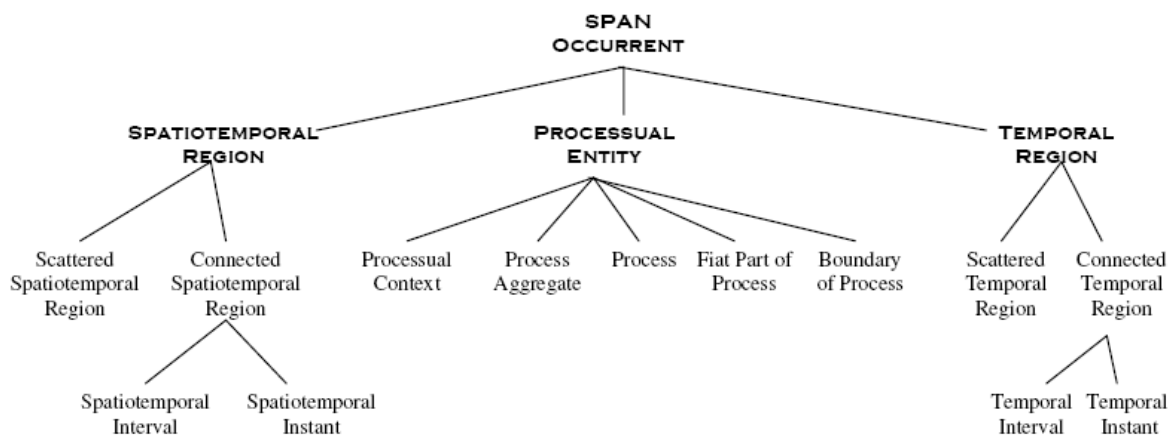 SPAN
OCCURRENT
SPATIOTEMPORAL
REGION
PROCESSUAL
ENTITY
TEMPORAL
REGION
Scattered
Spatiotemporal
Region
Connected
Spatiotemporal
Region
Processual
Context
Process
Aggregate
Process
Fiat Part of
Process
Boundary
of Process
Scattered
Temporal
Region
Connected
Temporal
Region
Spatiotemporal
Interval
Spatiotemporal
Instant
Temporal
Interval
Temporal
Instant